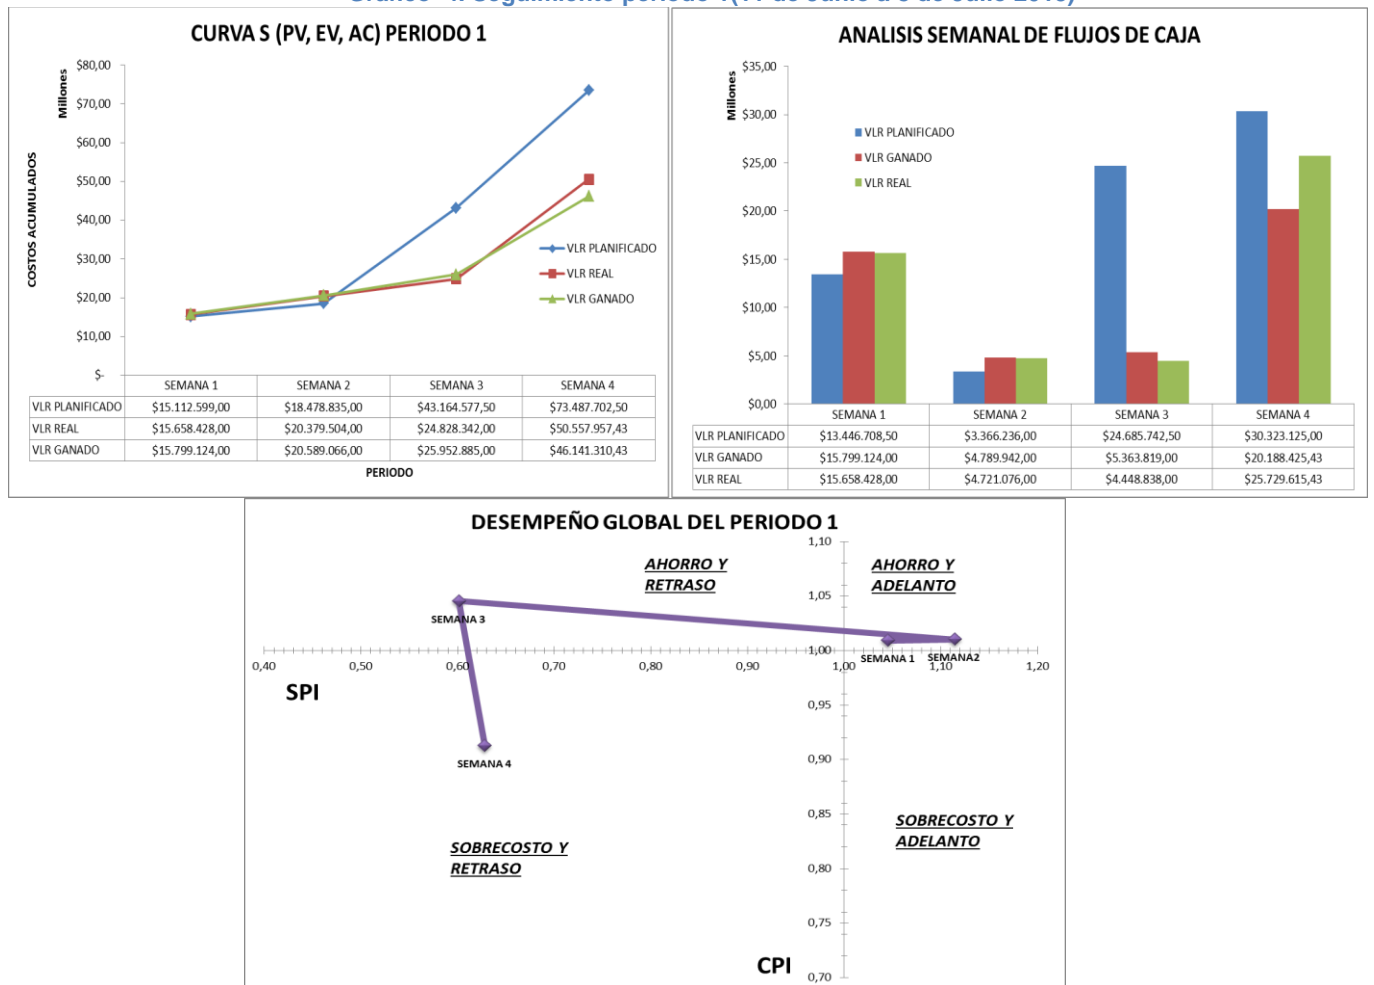 CURVA S (PV, EV, AC) PERIODO 1
Millones
COSTOS ACUMULADOS
$80,00
$70,00
$60,00
$50,00
$40,00
$30,00
$20,00
$10,00
$-
VLR PLANIFICADO
VLR REAL
VLR GANADO
SEMANA 1 SEMANA 2 SEMANA 3 SEMANA 4
VLR PLANIFICADO $15.112.599,00 $18.478.835,00 $43.164.577,50 $73.487.702,50
VLR REAL $15.658.428,00 $20.379.504,00 $24.828.342,00 $50.557.957,43
VLR GANADO $15.799.124,00 $20.589.066,00 $25.952.885,00 $46.141.310,43
PERIODO
ANALISIS SEMANAL DE FLUJOS DE CAJA
Millones
$35,00
$30,00
$25,00
$20,00
$15,00
$10,00
$5,00
$0,00
VLR PLANIFICADO
VLR GANADO
VLR REAL
SEMANA 1 SEMANA 2 SEMANA 3 SEMANA 4
VLR PLANIFICADO $13.446.708,50 $3.366.236,00 $24.685.742,50 $30.323.125,00
VLR GANADO $15.799.124,00 $4.789.942,00 $5.363.819,00 $20.188.425,43
VLR REAL $15.658.428,00 $4.721.076,00 $4.448.838,00 $25.729.615,43
DESEMPEÑO GLOBAL DEL PERIODO 1
1,10
AHORRO Y
RETRASO
AHORRO Y
ADELANTO
1,05
SEMANA 3
1,00
SEMANA 1 SEMANA2
0,40 0,50 0,60 0,70 0,80 0,90 1,00 1,10 1,20
SPI
0,95
0,90
SEMANA 4
0,85
SOBRECOSTO Y
ADELANTO
SOBRECOSTO Y
RETRASO
0,80
0,75
CPI
0,70